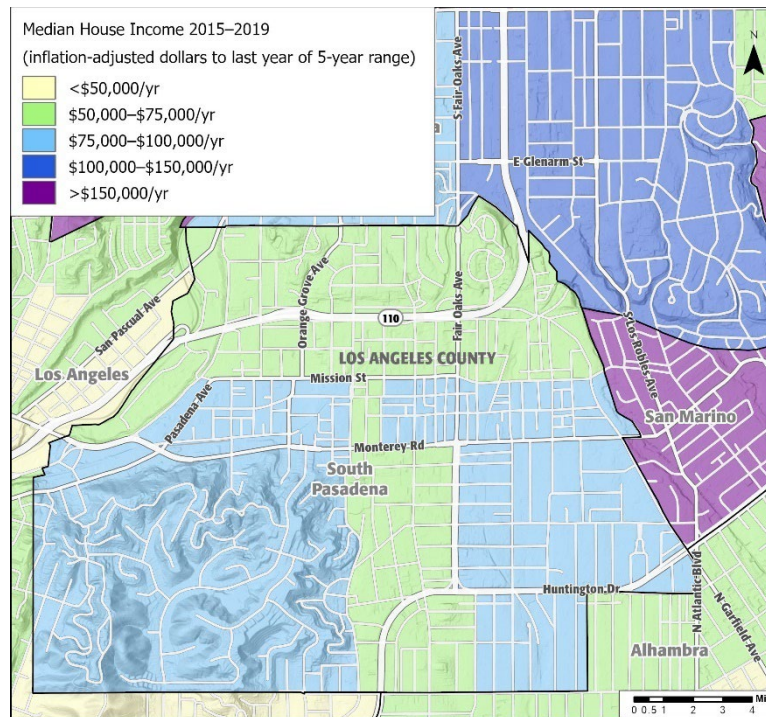 Median House Income 2015–2019
(inflation-adjusted dollars to last year of 5-year range)
<$50,000/yr
$50,000–$75,000/yr
$75,000–$100,000/yr
$100,000–$150,000/yr
>$150,000/yr
N
S Fair Oaks Ave
E Glenarm St
San Pascual Ave
Orange Grove Ave
110
Fair Oaks Ave
S Los Robles Ave
Los Angeles
LOS ANGELES COUNTY
Mission St
Pasadena Ave
San Marino
Monterey Rd
South
Pasadena
Huntington Dr
N Atlantic Blvd
N Garfield Ave
Alhambra
Mi
0 0.5 1 2 3 4